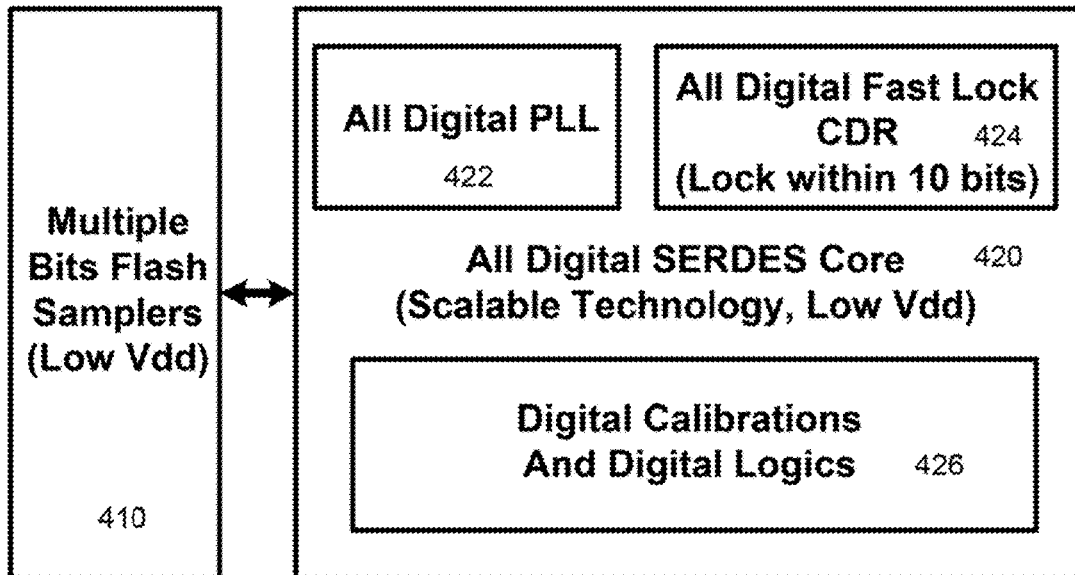 Multiple
Bits Flash
Samplers
(Low Vdd)
410
All Digital PLL
422
All Digital Fast Lock
CDR 424
(Lock within 10 bits)
All Digital SERDES Core 420
(Scalable Technology, Low Vdd)
Digital Calibrations
And Digital Logics 426